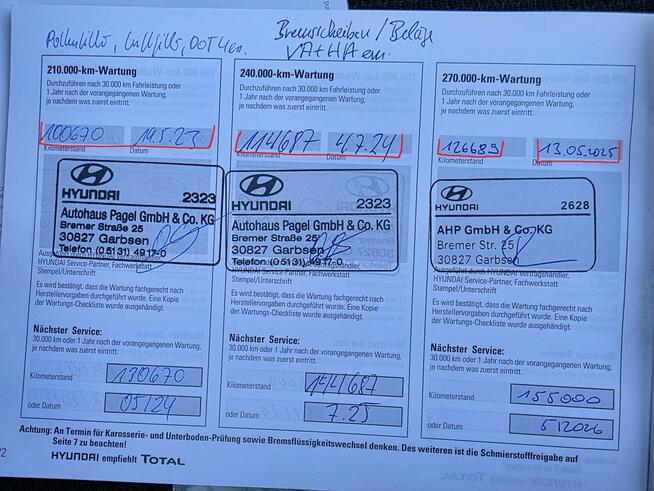 Pollenfilter, Luftfilter, DOT4 ern.
Bremsscheiben / Beläge
VA + HA ern.
210.000-km-Wartung
Durchzuführen nach 30.000 km Fahrleistung oder
1 Jahr nach der vorangegangenen Wartung,
je nachdem was zuerst eintritt.
100670 19.5.23
Kilometerstand Datum
HYUNDAI 2323
Autohaus Pagel GmbH & Co. KG
Bremer Straße 25
30827 Garbsen
Telefon (05131) 4917-0
HYUNDAI Service-Partner, Fachwerkstatt
Stempel/Unterschrift
Es wird bestätigt, dass die Wartung fachgerecht nach
Herstellervorgaben durchgeführt wurde. Eine Kopie
der Wartungs-Checkliste wurde ausgehändigt.
Nächster Service:
30.000 km oder 1 Jahr nach der vorangegangenen Wartung,
je nachdem was zuerst eintritt.
Kilometerstand 130670
oder Datum 05/24
240.000-km-Wartung
Durchzuführen nach 30.000 km Fahrleistung oder
1 Jahr nach der vorangegangenen Wartung,
je nachdem was zuerst eintritt.
114687 4.7.24
Kilometerstand Datum
HYUNDAI 2323
Autohaus Pagel GmbH & Co. KG
Bremer Straße 25
30827 Garbsen
Telefon (05131) 4917-0
HYUNDAI Service-Partner, Fachwerkstatt
Stempel/Unterschrift
Es wird bestätigt, dass die Wartung fachgerecht nach
Herstellervorgaben durchgeführt wurde. Eine Kopie
der Wartungs-Checkliste wurde ausgehändigt.
Nächster Service:
30.000 km oder 1 Jahr nach der vorangegangenen Wartung,
je nachdem was zuerst eintritt.
Kilometerstand 144687
oder Datum 7.25
270.000-km-Wartung
Durchzuführen nach 30.000 km Fahrleistung oder
1 Jahr nach der vorangegangenen Wartung,
je nachdem was zuerst eintritt.
126689 13.05.2025
Kilometerstand Datum
HYUNDAI 2628
AHP GmbH & Co. KG
Bremer Str. 25
30827 Garbsen
Ausgeführt durch HYUNDAI Vertragshändler,
HYUNDAI Service-Partner, Fachwerkstatt
Stempel/Unterschrift
Es wird bestätigt, dass die Wartung fachgerecht nach
Herstellervorgaben durchgeführt wurde. Eine Kopie
der Wartungs-Checkliste wurde ausgehändigt.
Nächster Service:
30.000 km oder 1 Jahr nach der vorangegangenen Wartung,
je nachdem was zuerst eintritt.
Kilometerstand 155000
oder Datum 5/2026
Achtung: An Termin für Karosserie- und Unterboden-Prüfung sowie Bremsflüssigkeitswechsel denken. Des weiteren ist die Schmierstofffreigabe auf
Seite 7 zu beachten!
HYUNDAI empfiehlt TOTAL